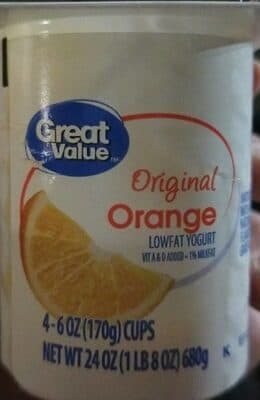 Great
Value™
Original
Orange
LOWFAT YOGURT
VIT A & D ADDED • 1% MILKFAT
4-6 OZ (170g) CUPS
NET WT 24 OZ (1 LB 8 OZ) 680g
K